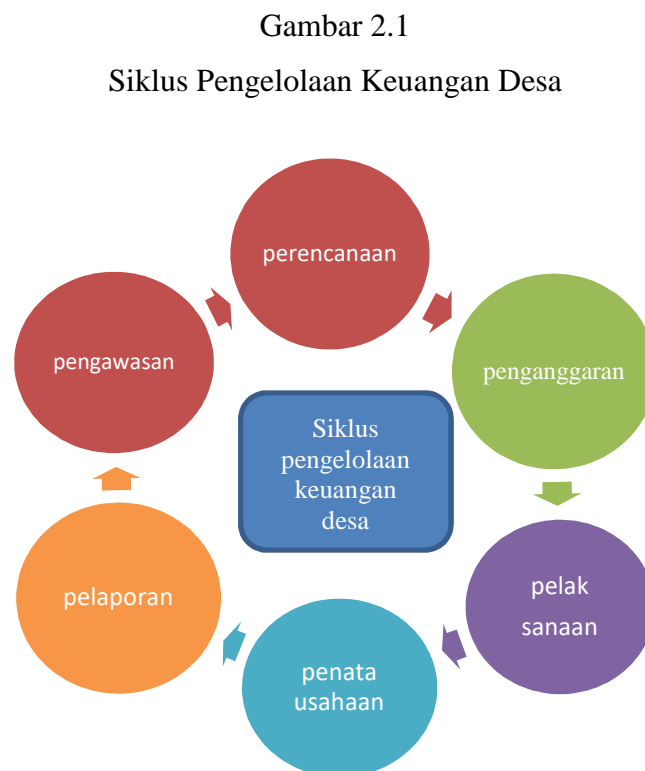 Gambar 2.1
Siklus Pengelolaan Keuangan Desa
perencanaan
penganggaran
pelak
sanaan
penata
usahaan
pelaporan
pengawasan
Siklus
pengelolaan
keuangan
desa